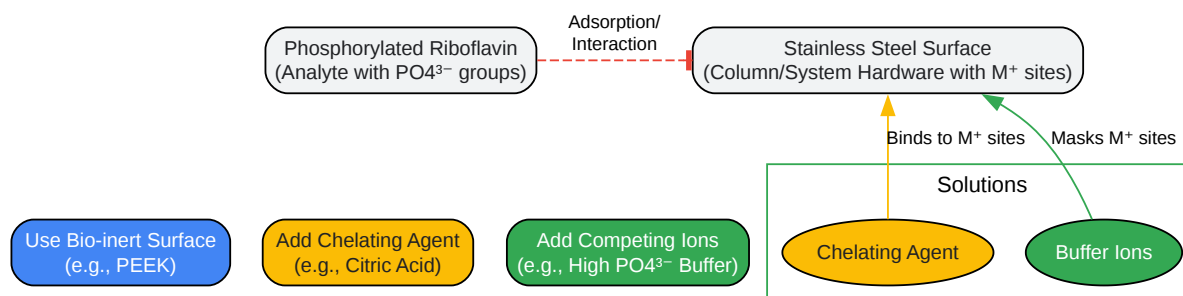 Phosphorylated Riboflavin
(Analyte with PO4³⁻ groups)
Adsorption/
Interaction
Stainless Steel Surface
(Column/System Hardware with M⁺ sites)
Binds to M⁺ sites
Masks M⁺ sites
Solutions
Use Bio-inert Surface
(e.g., PEEK)
Add Chelating Agent
(e.g., Citric Acid)
Add Competing Ions
(e.g., High PO4³⁻ Buffer)
Chelating Agent
Buffer Ions